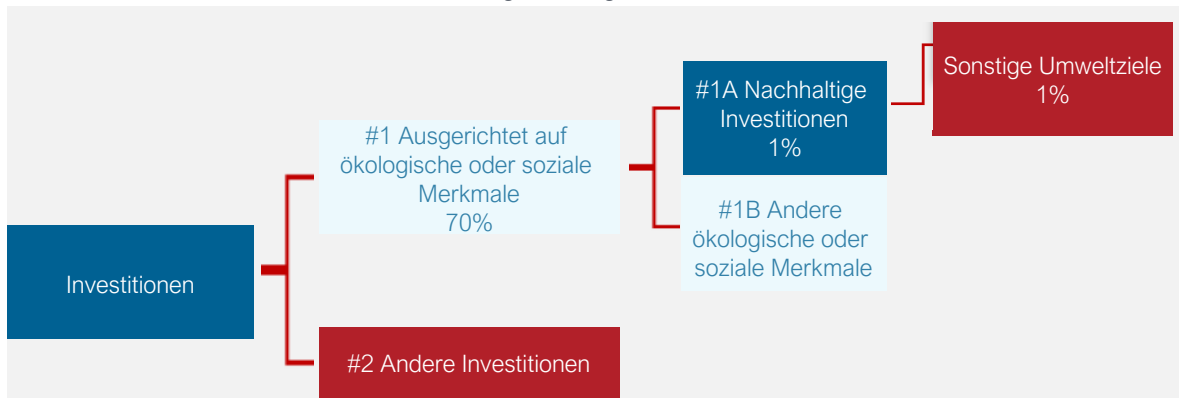 Investitionen
#1 Ausgerichtet auf
ökologische oder soziale
Merkmale
70%
#2 Andere Investitionen
#1A Nachhaltige
Investitionen
1%
#1B Andere
ökologische oder
soziale Merkmale
Sonstige Umweltziele
1%